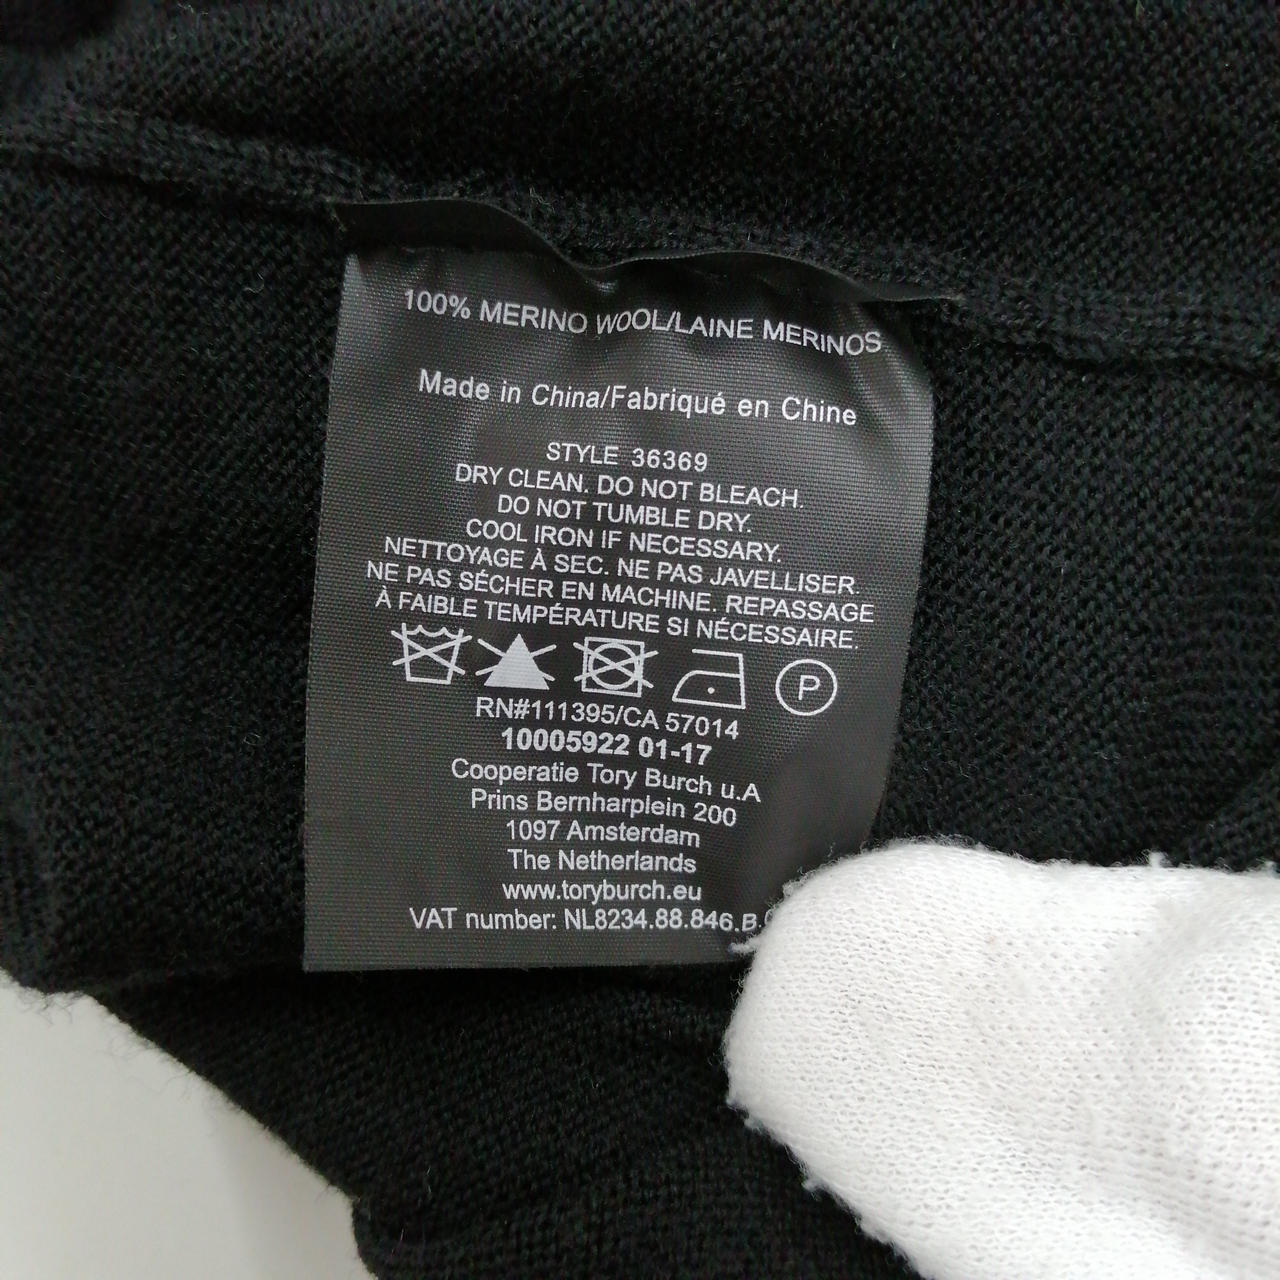 100% MERINO WOOL/LAINE MERINOS
Made in China/Fabriqué en Chine
STYLE 36369
DRY CLEAN. DO NOT BLEACH.
DO NOT TUMBLE DRY.
COOL IRON IF NECESSARY.
NETTOYAGE À SEC. NE PAS JAVELLISER.
NE PAS SÉCHER EN MACHINE. REPASSAGE
À FAIBLE TEMPÉRATURE SI NÉCESSAIRE.
P
RN#111395/CA 57014
10005922 01-17
Cooperatie Tory Burch u.A
Prins Bernharplein 200
1097 Amsterdam
The Netherlands
www.toryburch.eu
VAT number: NL8234.88.846.B.